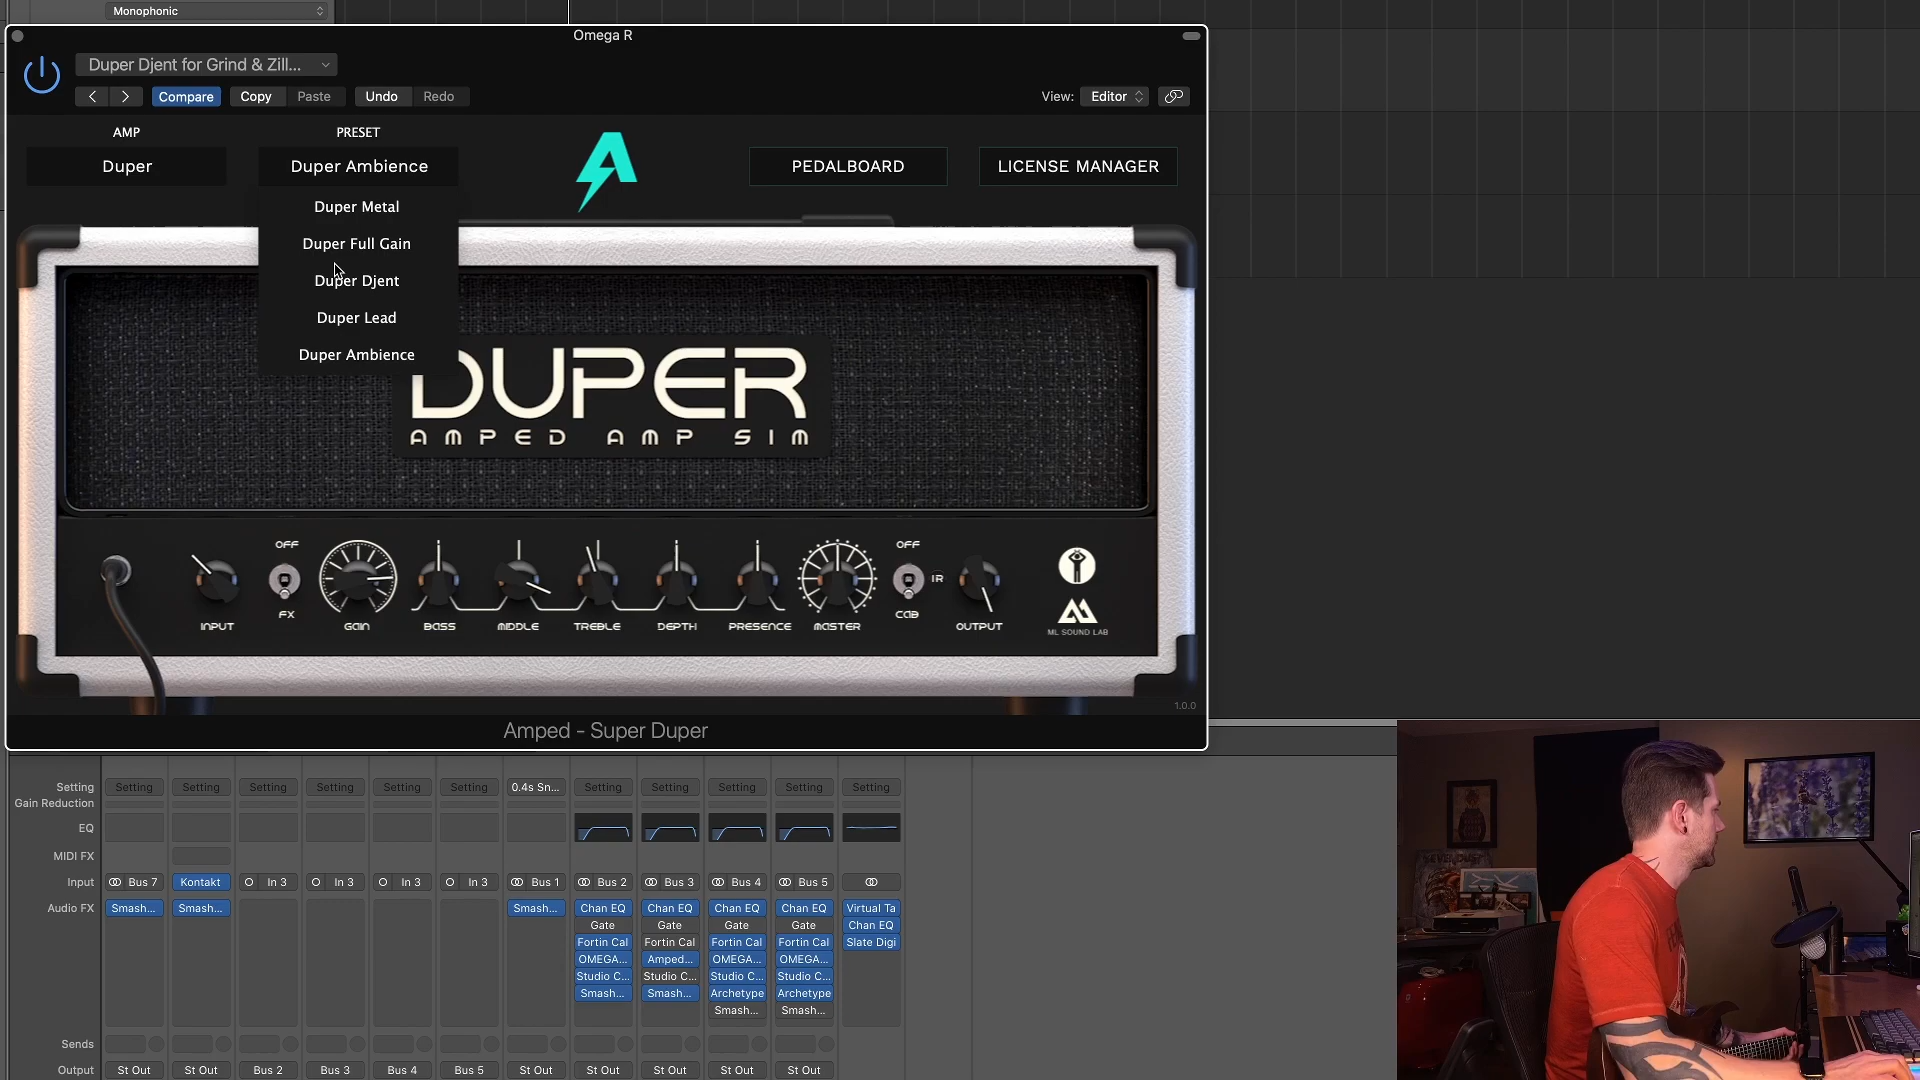 Monophonic
Omega R
Duper Djent for Grind & Zill...
Compare
Copy
Paste
Undo
Redo
View:
Editor
AMP
PRESET
Duper
Duper Ambience
PEDALBOARD
LICENSE MANAGER
Duper Metal
Duper Full Gain
Duper Djent
Duper Lead
Duper Ambience
DUPER
AMPED AMP SIM
OFF
OFF
IR
FX
CAB
INPUT
GAIN
BASS
MIDDLE
TREBLE
DEPTH
PRESENCE
MASTER
OUTPUT
ML SOUND LAB
1.0.0
Amped - Super Duper
Setting Setting Setting Setting Setting Setting Setting 0.4s Sn... Setting Setting Setting Setting Setting
Gain Reduction
EQ
MIDI FX
Input Bus 7 Kontakt In 3 In 3 In 3 In 3 Bus 1 Bus 2 Bus 3 Bus 4 Bus 5
Audio FX Smash... Smash... Smash... Chan EQ Chan EQ Chan EQ Chan EQ Virtual Ta
Gate Gate Gate Gate Chan EQ
Fortin Cal Fortin Cal Fortin Cal Fortin Cal Slate Digi
OMEGA... Amped... OMEGA... OMEGA...
Studio C... Studio C... Studio C... Studio C...
Smash... Smash... Archetype Archetype
Smash... Smash...
Sends
Output St Out St Out Bus 2 Bus 3 Bus 4 Bus 5 St Out St Out St Out St Out St Out